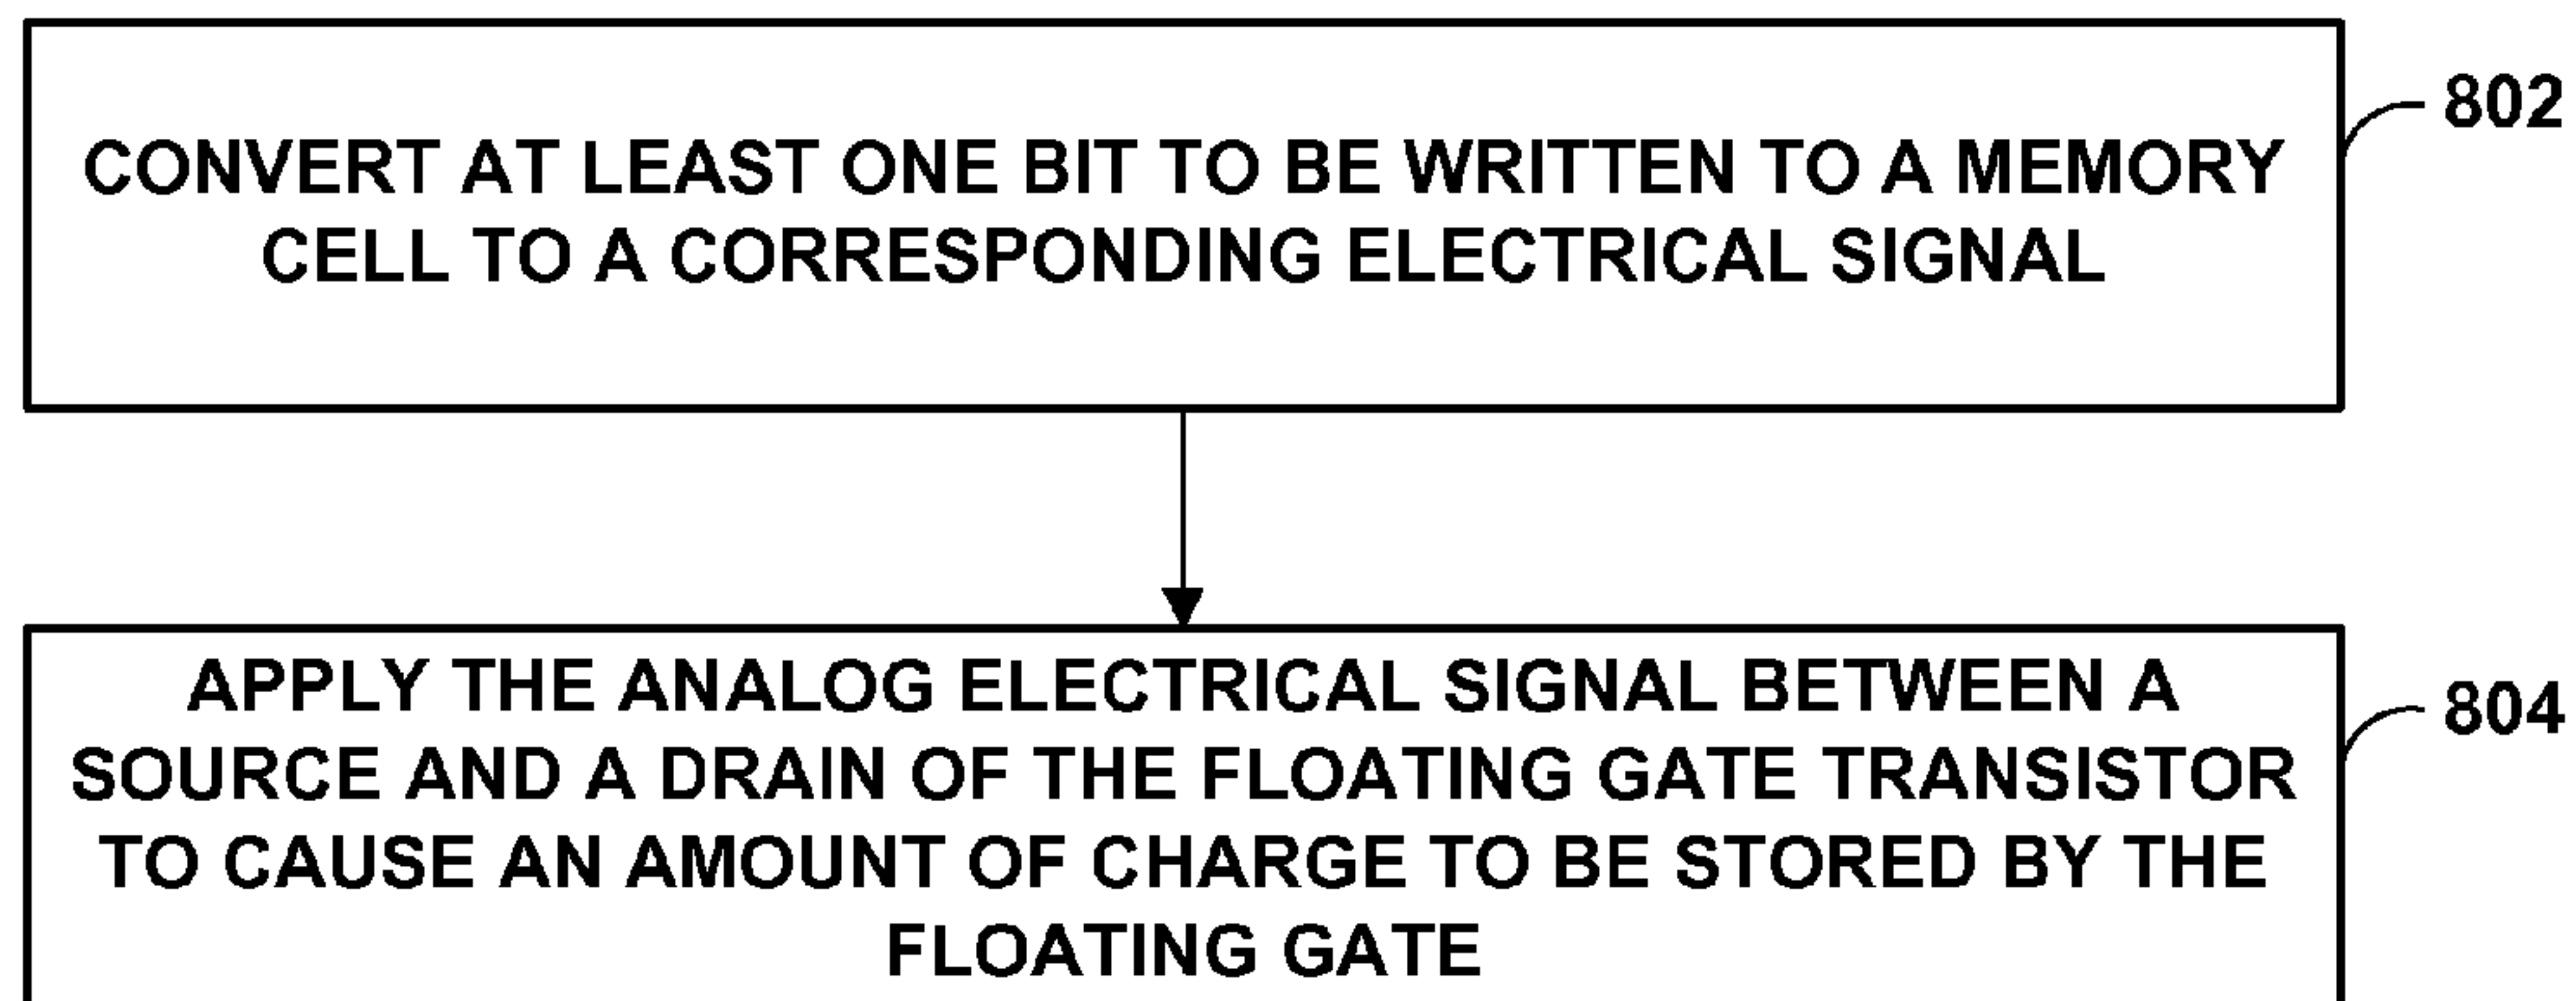 CONVERT AT LEAST ONE BIT TO BE WRITTEN TO A MEMORY
CELL TO A CORRESPONDING ELECTRICAL SIGNAL
802
APPLY THE ANALOG ELECTRICAL SIGNAL BETWEEN A
SOURCE AND A DRAIN OF THE FLOATING GATE TRANSISTOR
TO CAUSE AN AMOUNT OF CHARGE TO BE STORED BY THE
FLOATING GATE
804